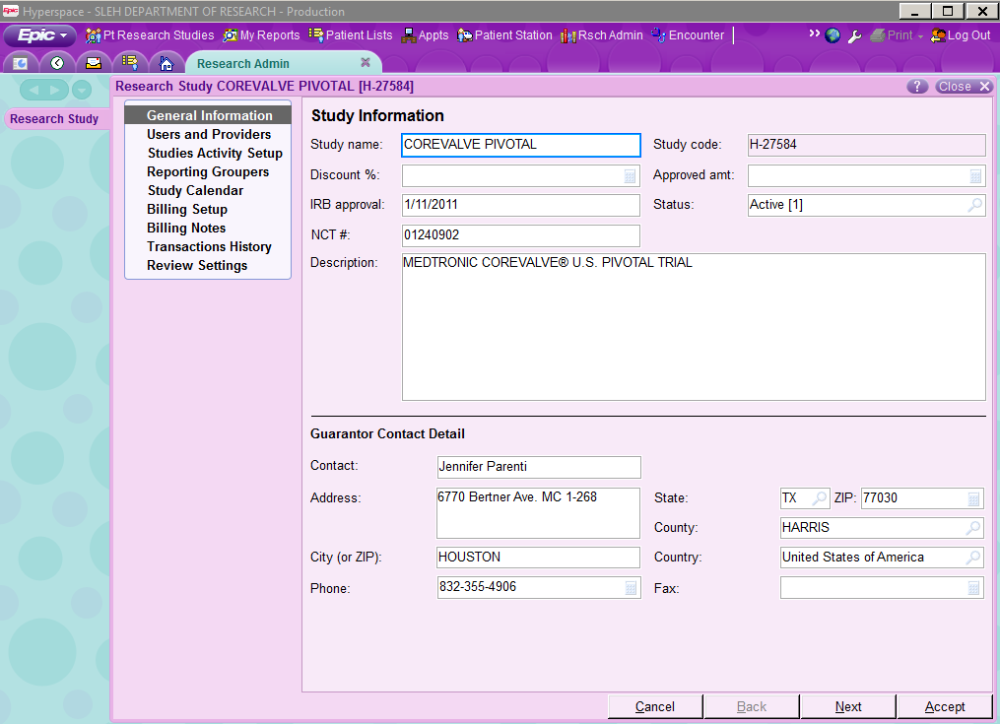 Epic Hyperspace - SLEH DEPARTMENT OF RESEARCH - Production
Epic Pt Research Studies My Reports Patient Lists Appts Patient Station Rsch Admin Encounter » Print Log Out
Research Admin
Research Study COREVALVE PIVOTAL [H-27584] ? Close
Research Study
General Information
Users and Providers
Studies Activity Setup
Reporting Groupers
Study Calendar
Billing Setup
Billing Notes
Transactions History
Review Settings
Study Information
Study name: COREVALVE PIVOTAL Study code: H-27584
Discount %: Approved amt:
IRB approval: 1/11/2011 Status: Active [1]
NCT #: 01240902
Description: MEDTRONIC COREVALVE® U.S. PIVOTAL TRIAL
Guarantor Contact Detail
Contact: Jennifer Parenti
Address: 6770 Bertner Ave. MC 1-268 State: TX ZIP: 77030
County: HARRIS
City (or ZIP): HOUSTON Country: United States of America
Phone: 832-355-4906 Fax:
Cancel Back Next Accept